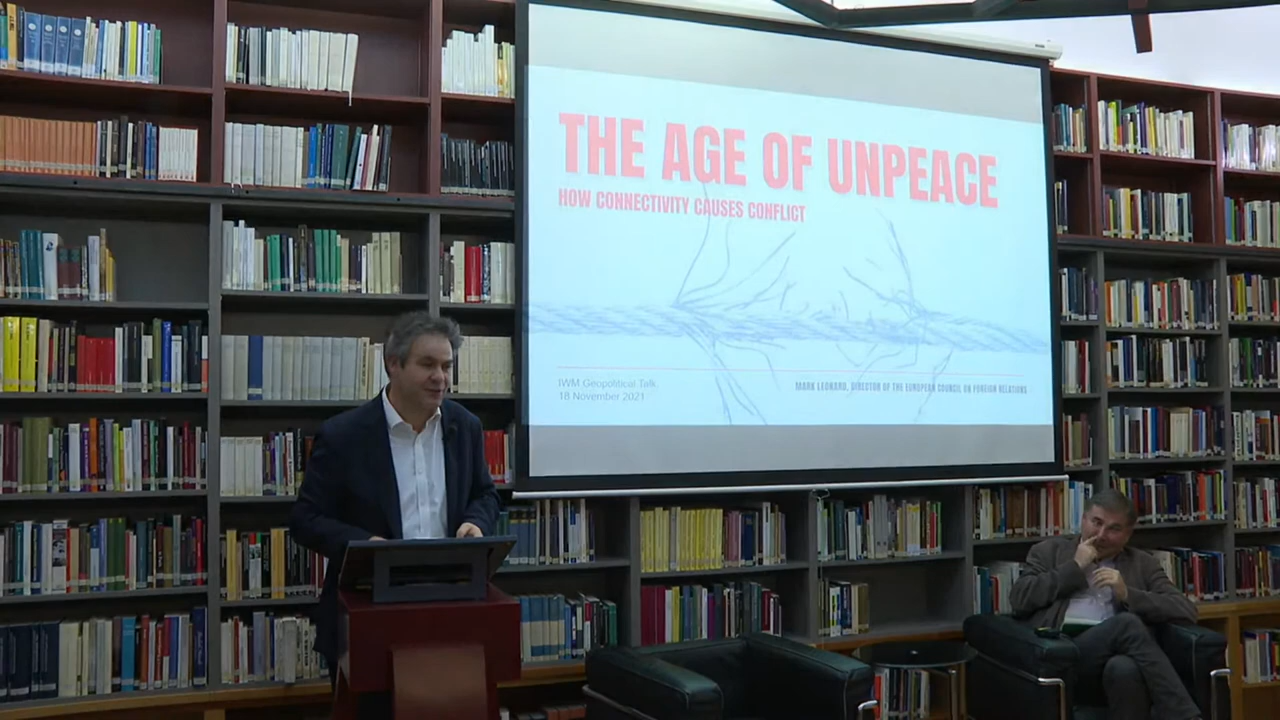 THE AGE OF UNPEACE
HOW CONNECTIVITY CAUSES CONFLICT
IWM Geopolitical Talk
18 November 2021
MARK LEONARD, DIRECTOR OF THE EUROPEAN COUNCIL ON FOREIGN RELATIONS